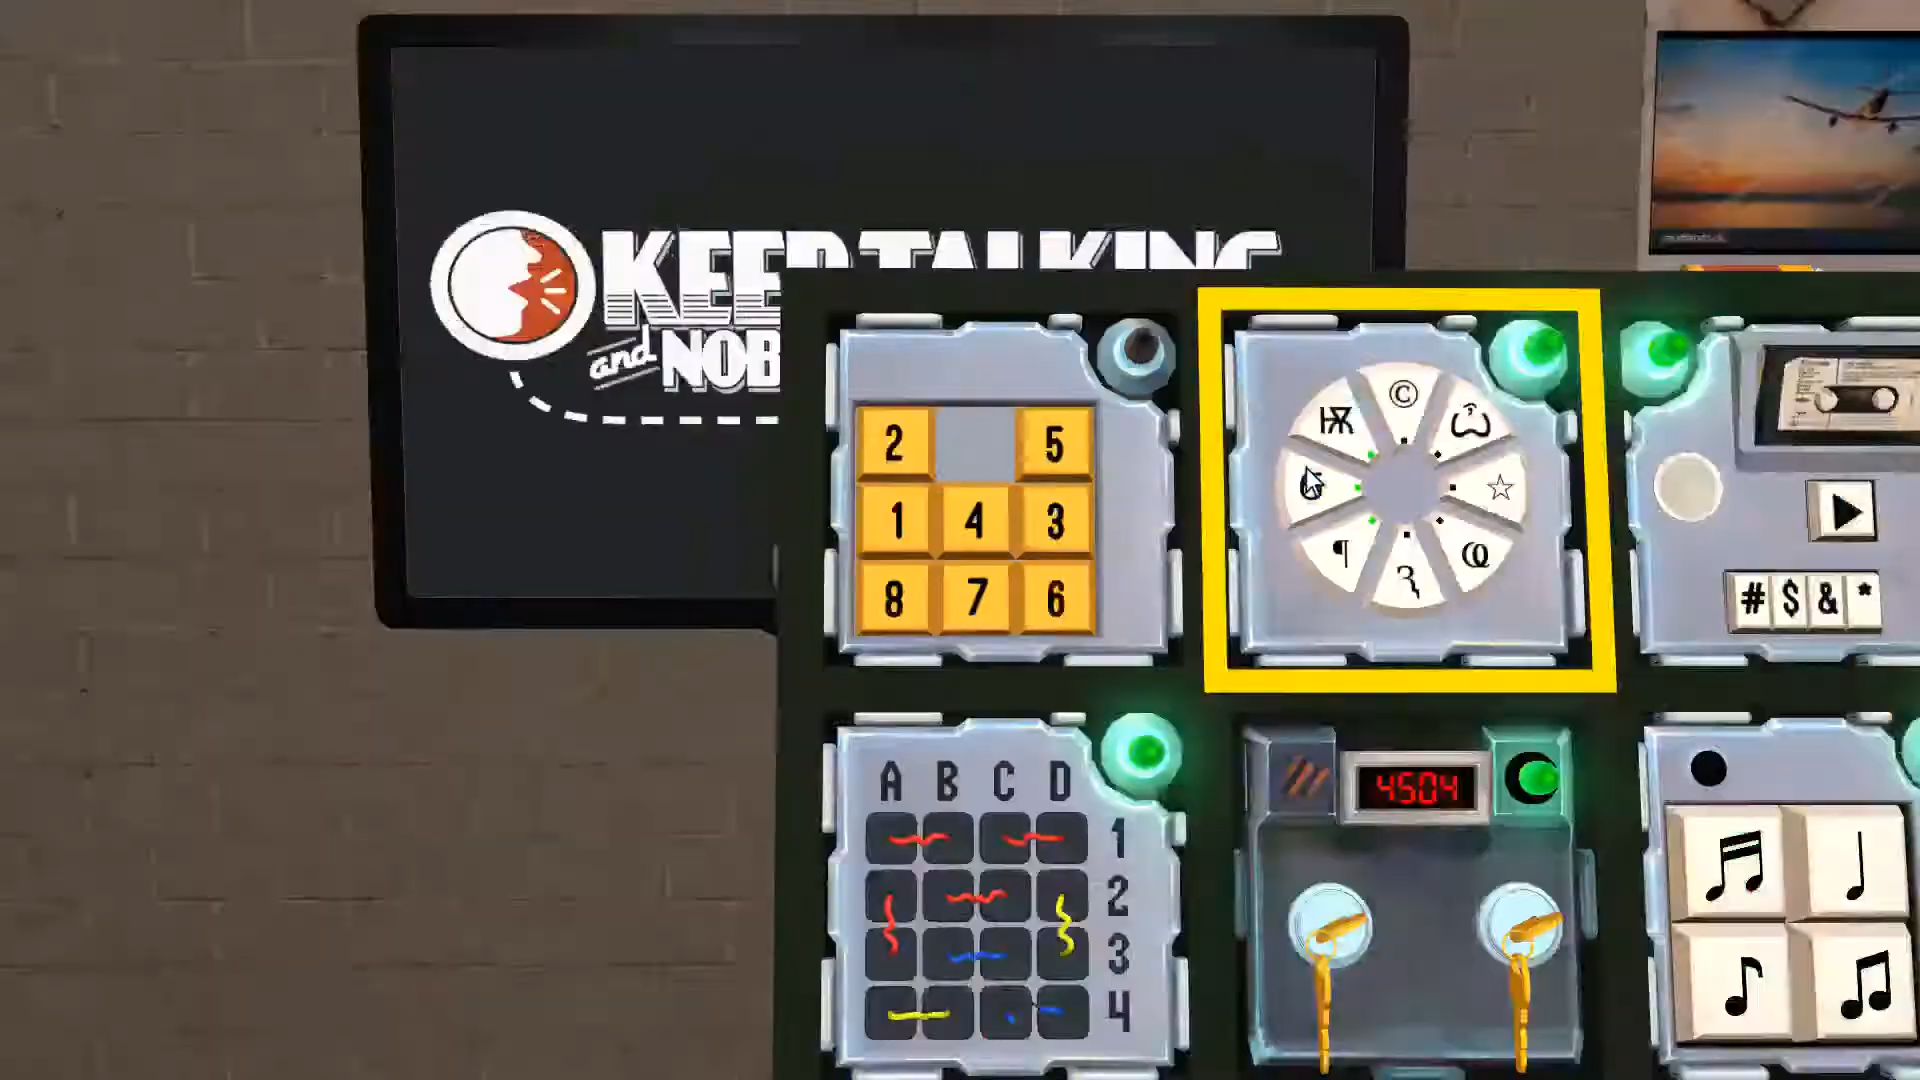 KEEP TALKING
and NOB
2 5
1 4 3
8 7 6
©
Ѭ Ѽ
☆
¶ Ҩ
# $ & *
A B C D
1
2
3
4
4504